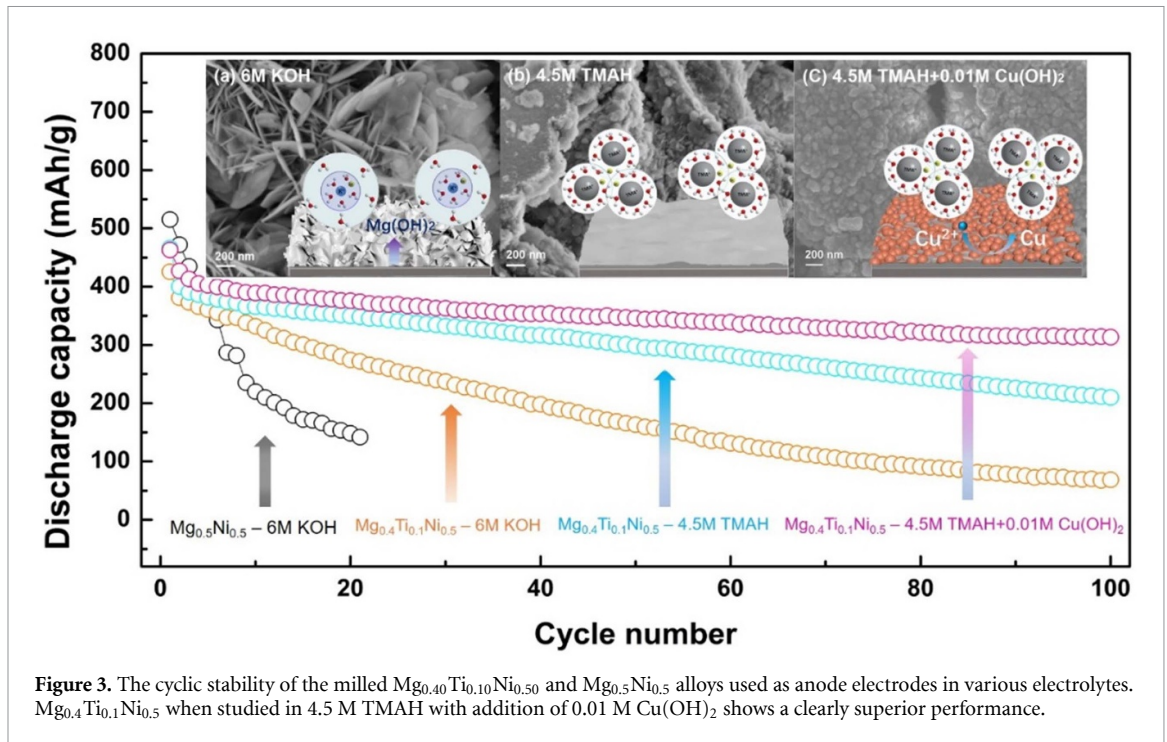 800
700
600
500
400
300
200
100
0
Discharge capacity (mAh/g)
(a) 6M KOH
(b) 4.5M TMAH
(C) 4.5M TMAH+0.01M Cu(OH)₂
Mg(OH)₂
Cu²⁺
Cu
200 nm
200 nm
200 nm
Mg₀.₅Ni₀.₅ – 6M KOH
Mg₀.₄Ti₀.₁Ni₀.₅ – 6M KOH
Mg₀.₄Ti₀.₁Ni₀.₅ – 4.5M TMAH
Mg₀.₄Ti₀.₁Ni₀.₅ – 4.5M TMAH+0.01M Cu(OH)₂
0 20 40 60 80 100
Cycle number
Figure 3. The cyclic stability of the milled Mg₀.₄₀Ti₀.₁₀Ni₀.₅₀ and Mg₀.₅Ni₀.₅ alloys used as anode electrodes in various electrolytes.
Mg₀.₄Ti₀.₁Ni₀.₅ when studied in 4.5 M TMAH with addition of 0.01 M Cu(OH)₂ shows a clearly superior performance.